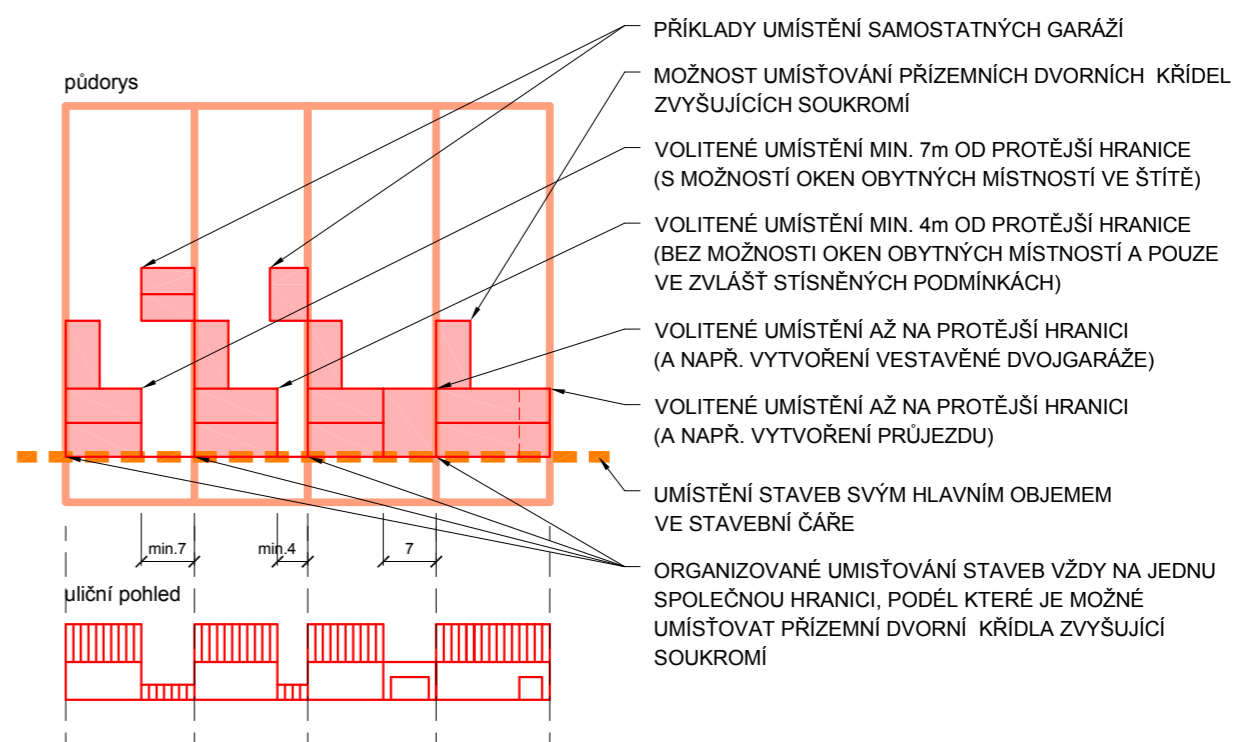 PŘÍKLADY UMÍSTĚNÍ SAMOSTATNÝCH GARÁŽÍ
půdorys
MOŽNOST UMÍSŤOVÁNÍ PŘÍZEMNÍCH DVORNÍCH KŘÍDEL
ZVYŠUJÍCÍCH SOUKROMÍ
VOLITENÉ UMÍSTĚNÍ MIN. 7m OD PROTĚJŠÍ HRANICE
(S MOŽNOSTÍ OKEN OBYTNÝCH MÍSTNOSTÍ VE ŠTÍTĚ)
VOLITENÉ UMÍSTĚNÍ MIN. 4m OD PROTĚJŠÍ HRANICE
(BEZ MOŽNOSTI OKEN OBYTNÝCH MÍSTNOSTÍ A POUZE
VE ZVLÁŠŤ STÍSNĚNÝCH PODMÍNKÁCH)
VOLITENÉ UMÍSTĚNÍ AŽ NA PROTĚJŠÍ HRANICI
(A NAPŘ. VYTVOŘENÍ VESTAVĚNÉ DVOJGARÁŽE)
VOLITENÉ UMÍSTĚNÍ AŽ NA PROTĚJŠÍ HRANICI
(A NAPŘ. VYTVOŘENÍ PRŮJEZDU)
UMÍSTĚNÍ STAVEB SVÝM HLAVNÍM OBJEMEM
VE STAVEBNÍ ČÁŘE
min.7 min.4 7
ORGANIZOVANÉ UMISŤOVÁNÍ STAVEB VŽDY NA JEDNU
SPOLEČNOU HRANICI, PODÉL KTERÉ JE MOŽNÉ
UMÍSŤOVAT PŘÍZEMNÍ DVORNÍ KŘÍDLA ZVYŠUJÍCÍ
SOUKROMÍ
uliční pohled